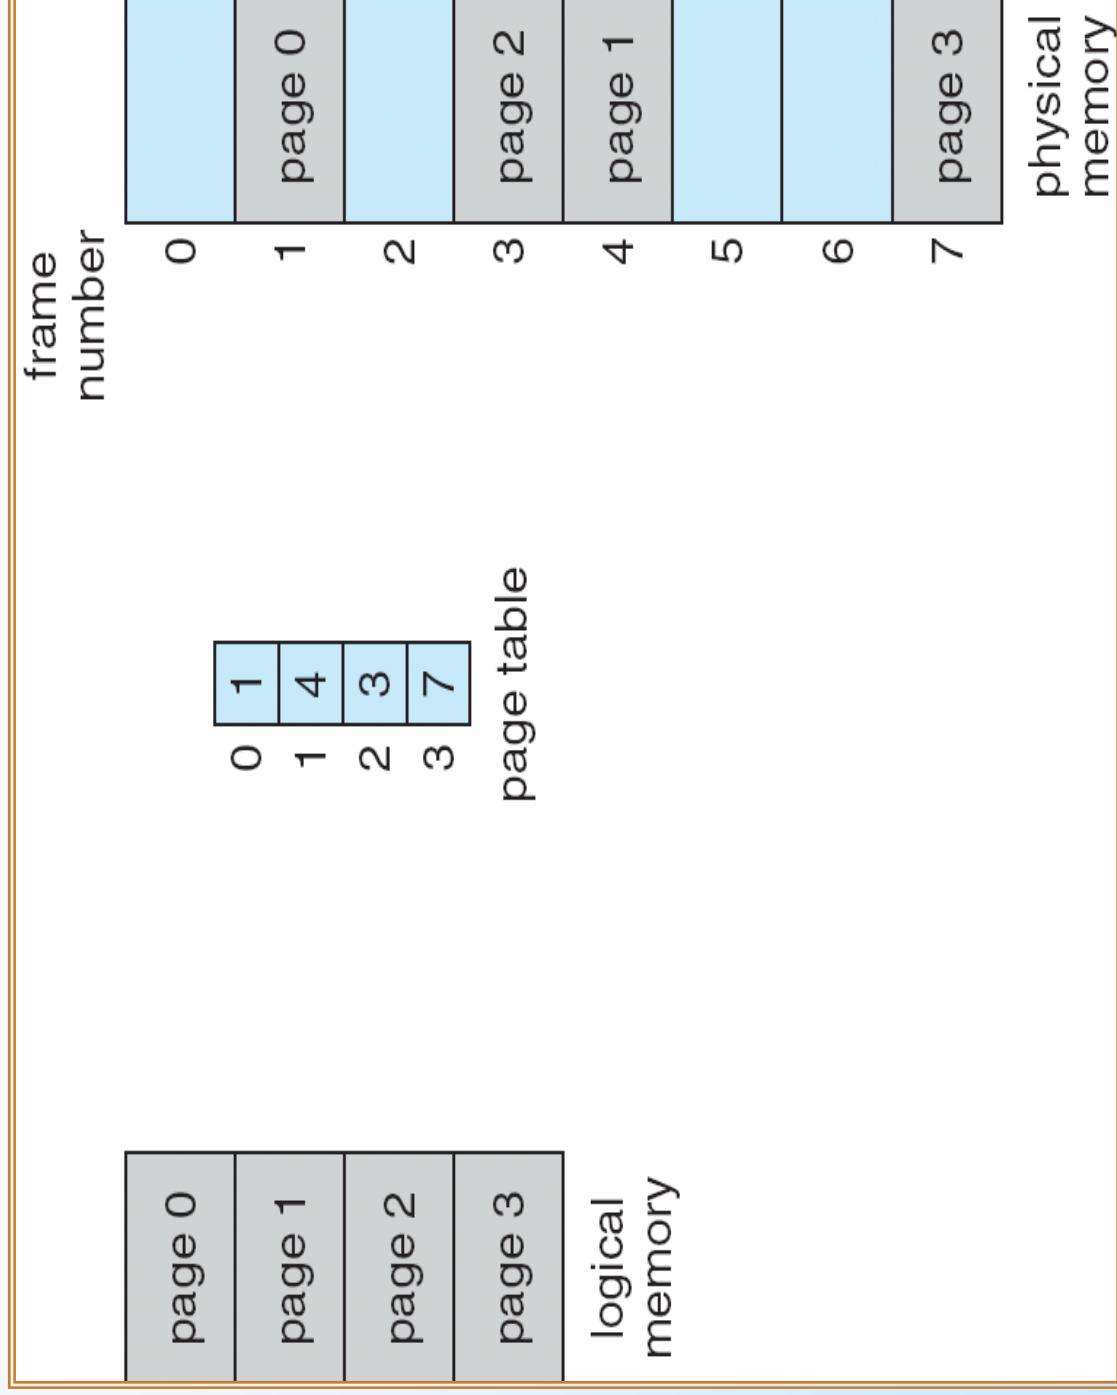 page 0
page 1
page 2
page 3
logical
memory
0 1
1 4
2 3
3 7
page table
frame
number
0
1 page 0
2
3 page 2
4 page 1
5
6
7 page 3
physical
memory